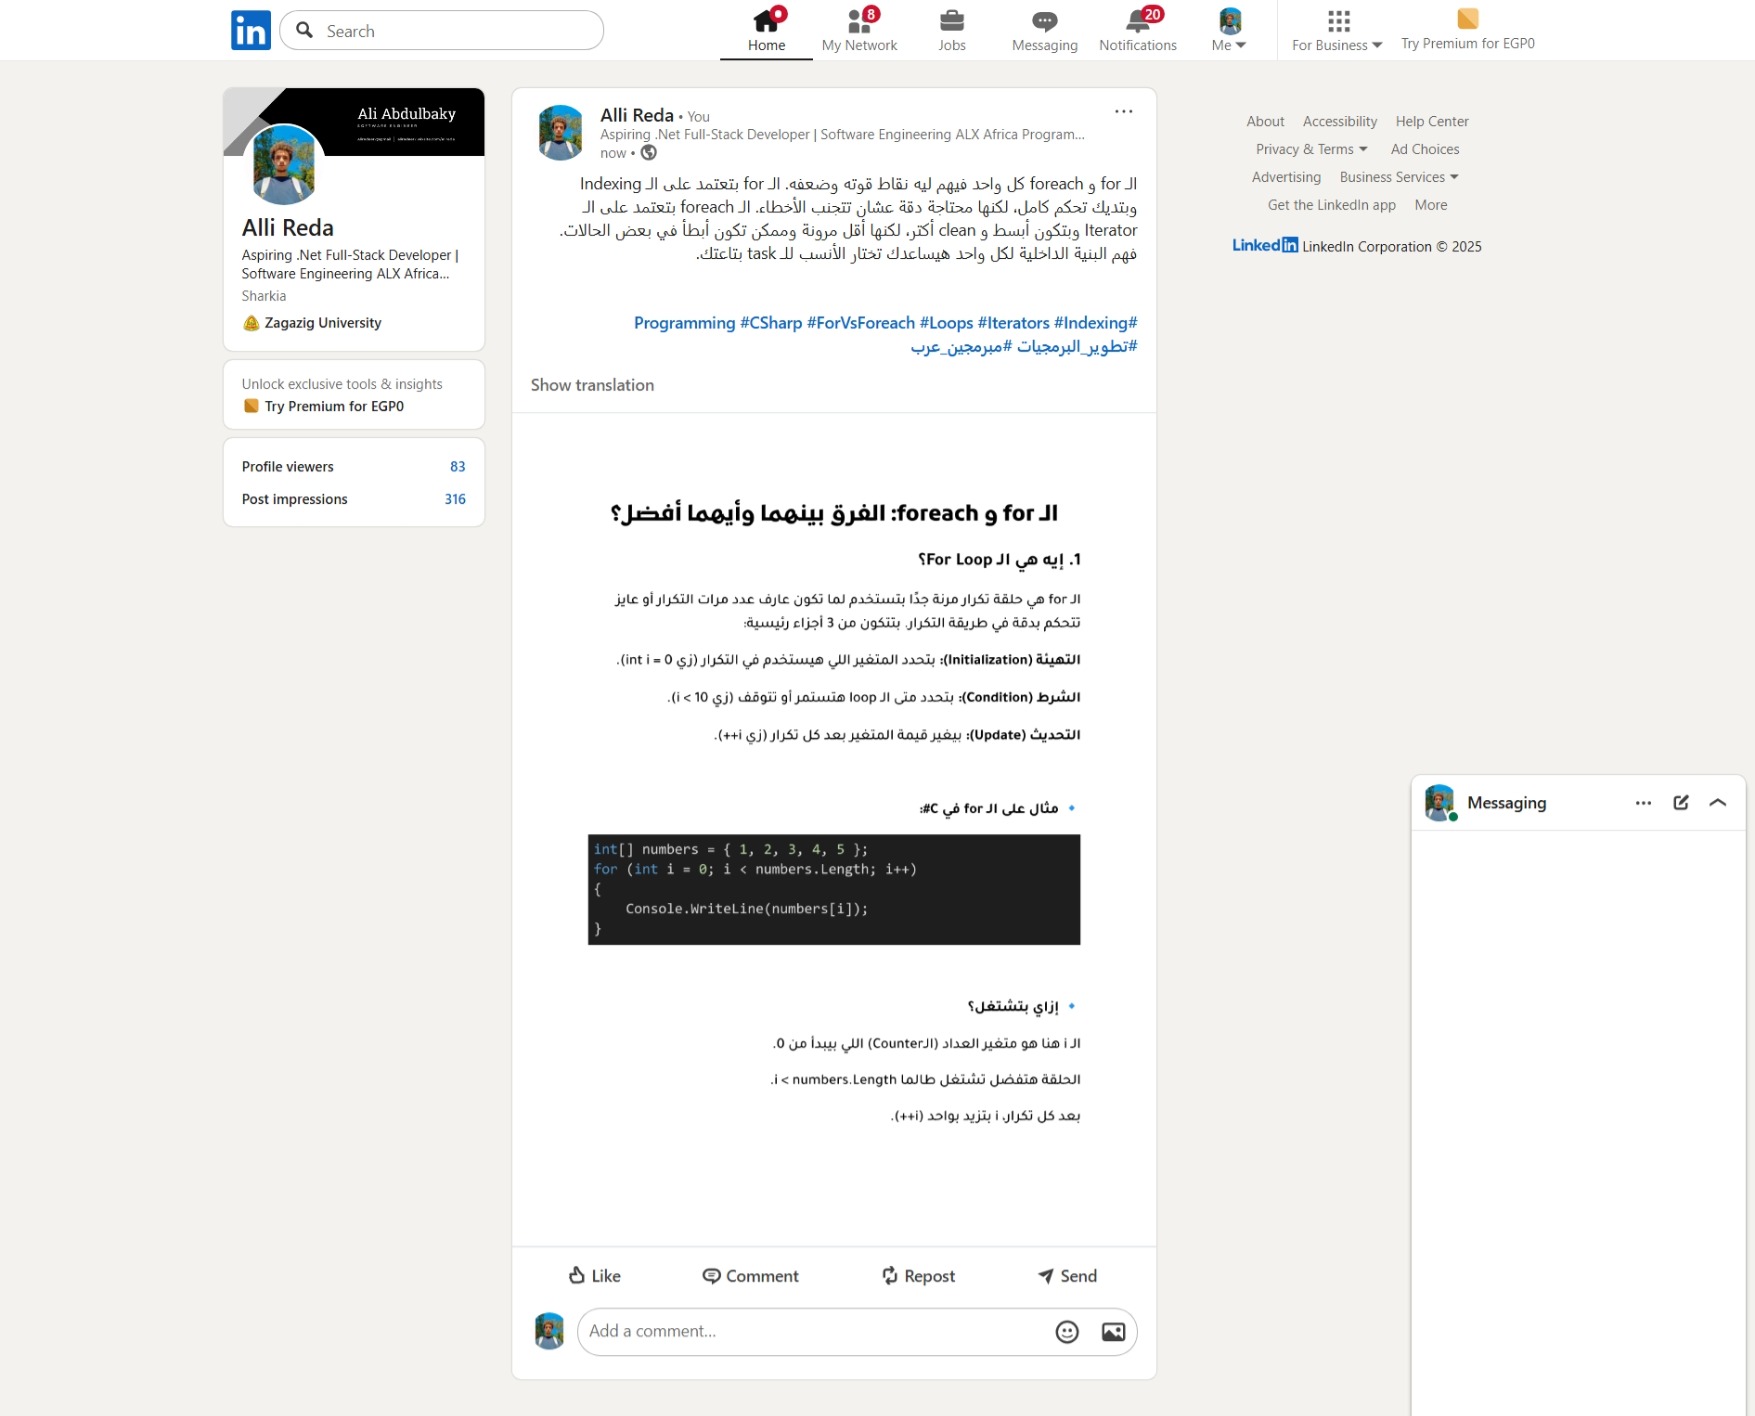 in
Search
Home
8
My Network
Jobs
Messaging
20
Notifications
Me
For Business
Try Premium for EGP0
Ali Abdulbaky
SOFTWARE ENGINEER
Alli Reda
Aspiring .Net Full-Stack Developer |
Software Engineering ALX Africa...
Sharkia
Zagazig University
Unlock exclusive tools & insights
Try Premium for EGP0
Profile viewers 83
Post impressions 316
Alli Reda • You
Aspiring .Net Full-Stack Developer | Software Engineering ALX Africa Program...
now •
الـ for و foreach كل واحد فيهم ليه نقاط قوته وضعفه. الـ for بتعتمد على الـ Indexing
وبتديك تحكم كامل، لكنها محتاجة دقة عشان تتجنب الأخطاء. الـ foreach بتعتمد على الـ
Iterator وبتكون أبسط و clean أكتر، لكنها أقل مرونة وممكن تكون أبطأ في بعض الحالات.
فهم البنية الداخلية لكل واحد هيساعدك تختار الأنسب للـ task بتاعتك.
#Programming #CSharp #ForVsForeach #Loops #Iterators #Indexing
#تطوير_البرمجيات #مبرمجين_عرب
Show translation
الـ for و foreach: الفرق بينهما وأيهما أفضل؟
1. إيه هي الـ For Loop؟
الـ for هي حلقة تكرار مرنة جدًا بتستخدم لما تكون عارف عدد مرات التكرار أو عايز
تتحكم بدقة في طريقة التكرار. بتتكون من 3 أجزاء رئيسية:
التهيئة (Initialization): بتحدد المتغير اللي هيستخدم في التكرار (زي int i = 0).
الشرط (Condition): بتحدد متى الـ loop هتستمر أو تتوقف (زي i < 10).
التحديث (Update): بيغير قيمة المتغير بعد كل تكرار (زي i++).
مثال على الـ for في C#:
int[] numbers = { 1, 2, 3, 4, 5 };
for (int i = 0; i < numbers.Length; i++)
{
Console.WriteLine(numbers[i]);
}
إزاي بتشتغل؟
الـ i هنا هو متغير العداد (الـCounter) اللي بيبدأ من 0.
الحلقة هتفضل تشتغل طالما i < numbers.Length.
بعد كل تكرار، i بتزيد بواحد (i++).
Like
Comment
Repost
Send
Add a comment...
About Accessibility Help Center
Privacy & Terms Ad Choices
Advertising Business Services
Get the LinkedIn app More
LinkedIn LinkedIn Corporation © 2025
Messaging